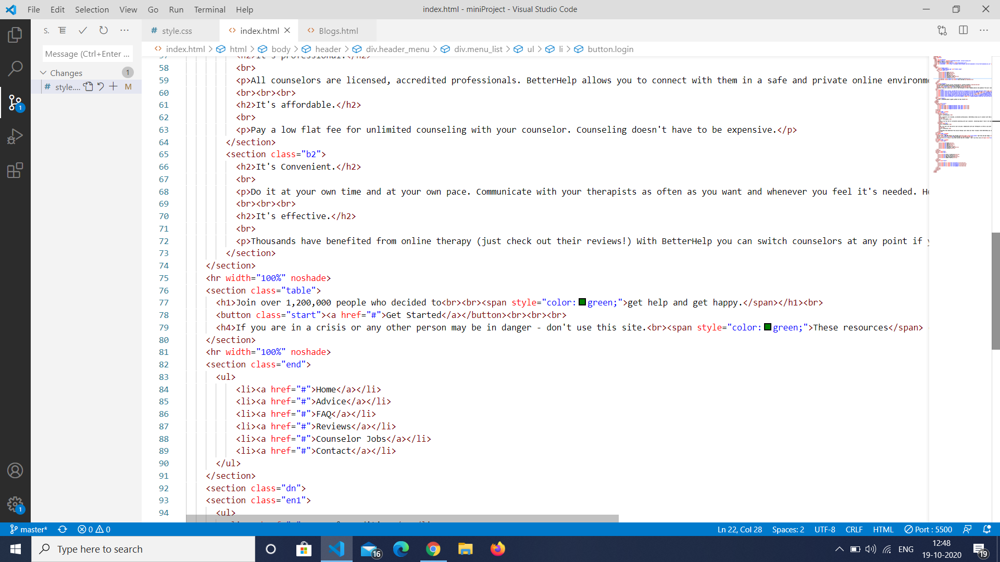 File Edit Selection View Go Run Terminal Help
index.html - miniProject - Visual Studio Code
S.
style.css
index.html
Blogs.html
Message (Ctrl+Enter ...
index.html > html > body > header > div.header_menu > div.menu_list > ul > li > button.login
Changes 1
style.... M
57 <h2>It's professional.</h2>
58 <br>
59 <p>All counselors are licensed, accredited professionals. BetterHelp allows you to connect with them in a safe and private online environme
60 <br><br><br>
61 <h2>It's affordable.</h2>
62 <br>
63 <p>Pay a low flat fee for unlimited counseling with your counselor. Counseling doesn't have to be expensive.</p>
64 </section>
65 <section class="b2">
66 <h2>It's Convenient.</h2>
67 <br>
68 <p>Do it at your own time and at your own pace. Communicate with your therapists as often as you want and whenever you feel it's needed. He
69 <br><br><br>
70 <h2>It's effective.</h2>
71 <br>
72 <p>Thousands have benefited from online therapy (just check out their reviews!) With BetterHelp you can switch counselors at any point if y
73 </section>
74 </section>
75 <hr width="100%" noshade>
76 <section class="table">
77 <h1>Join over 1,200,000 people who decided to<br><br><span style="color:green;">get help and get happy.</span></h1><br>
78 <button class="start"><a href="#">Get Started</a></button><br><br><br>
79 <h4>If you are in a crisis or any other person may be in danger - don't use this site.<br><span style="color:green;">These resources</span>
80 </section>
81 <hr width="100%" noshade>
82 <section class="end">
83 <ul>
84 <li><a href="#">Home</a></li>
85 <li><a href="#">Advice</a></li>
86 <li><a href="#">FAQ</a></li>
87 <li><a href="#">Reviews</a></li>
88 <li><a href="#">Counselor Jobs</a></li>
89 <li><a href="#">Contact</a></li>
90 </ul>
91 </section>
92 <section class="dn">
93 <section class="en1">
94 <ul>
1
1
master* 0 0
Ln 22, Col 28 Spaces: 2 UTF-8 CRLF HTML Port : 5500
Type here to search
16
ENG
12:48
19-10-2020
19